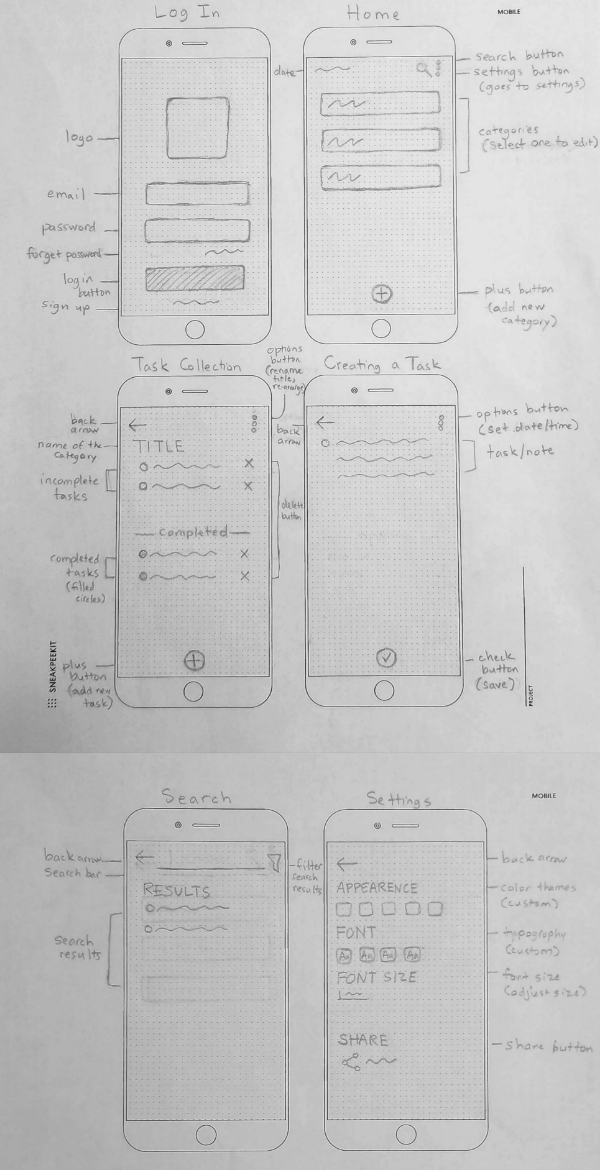 MOBILE
Log In
Home
logo
email
password
forget password
log in
button
sign up
date
search button
settings button
(goes to settings)
categories
(select one to edit)
plus button
(add new
category)
Task Collection
options
button
(rename
title,
rearrange)
Creating a Task
back
arrow
name of the
category
incomplete
tasks
completed
tasks
(filled
circles)
plus
button
(add new
task)
TITLE
X
X
completed
X
X
delete
button
back
arrow
options button
(set date/time)
task/note
check
button
(save)
SNEAKPEEKIT
PROJECT
MOBILE
Search
Settings
back arrow
search bar
search
results
RESULTS
filter
search
results
APPEARENCE
FONT
Aa Aa Aa Aa
FONT SIZE
SHARE
back arrow
color themes
(custom)
typography
(custom)
font size
(adjust size)
share button